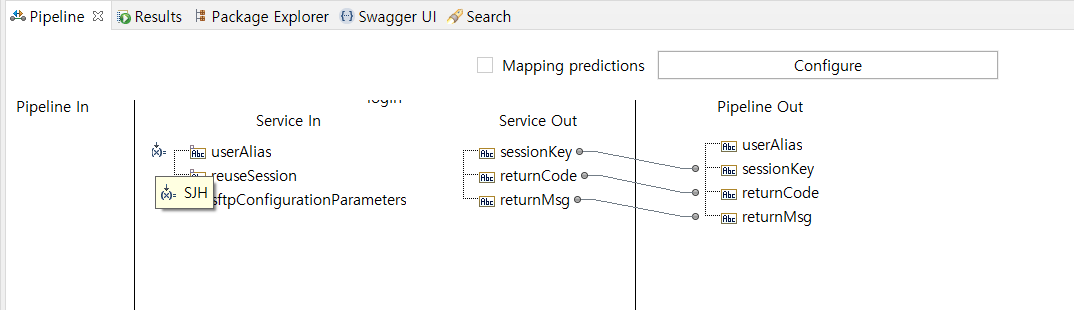 Pipeline Results Package Explorer Swagger UI Search
Mapping predictions Configure
Pipeline In
login
Service In
Service Out
Pipeline Out
userAlias
reuseSession
sftpConfigurationParameters
SJH
sessionKey
returnCode
returnMsg
userAlias
sessionKey
returnCode
returnMsg